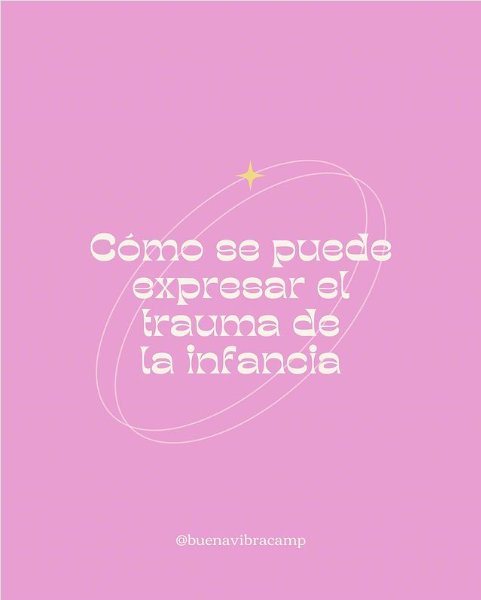 Cómo se puede
expresar el
trauma de
la infancia
@buenavibracamp